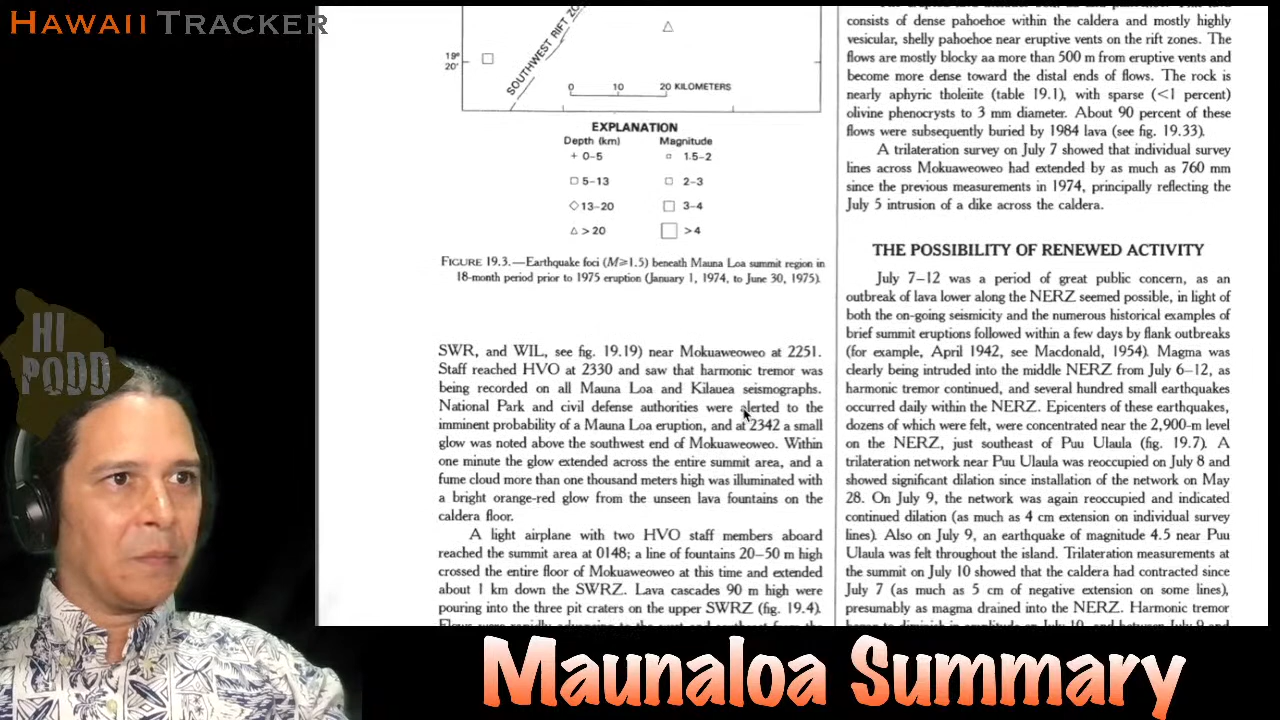 HAWAII TRACKER
HI
PODD
SOUTHWEST RIFT ZO
19°
20'
0 10 20 KILOMETERS
EXPLANATION
Depth (km) Magnitude
+ 0–5 □ 1.5–2
□ 5–13 □ 2–3
◇ 13–20 □ 3–4
△ > 20 □ >4
FIGURE 19.3.—Earthquake foci (M≥1.5) beneath Mauna Loa summit region in
18-month period prior to 1975 eruption (January 1, 1974, to June 30, 1975).
SWR, and WIL, see fig. 19.19) near Mokuaweoweo at 2251.
Staff reached HVO at 2330 and saw that harmonic tremor was
being recorded on all Mauna Loa and Kilauea seismographs.
National Park and civil defense authorities were alerted to the
imminent probability of a Mauna Loa eruption, and at 2342 a small
glow was noted above the southwest end of Mokuaweoweo. Within
one minute the glow extended across the entire summit area, and a
fume cloud more than one thousand meters high was illuminated with
a bright orange-red glow from the unseen lava fountains on the
caldera floor.
A light airplane with two HVO staff members aboard
reached the summit area at 0148; a line of fountains 20–50 m high
crossed the entire floor of Mokuaweoweo at this time and extended
about 1 km down the SWRZ. Lava cascades 90 m high were
pouring into the three pit craters on the upper SWRZ (fig. 19.4).
consists of dense pahoehoe within the caldera and mostly highly
vesicular, shelly pahoehoe near eruptive vents on the rift zones. The
flows are mostly blocky aa more than 500 m from eruptive vents and
become more dense toward the distal ends of flows. The rock is
nearly aphyric tholeiite (table 19.1), with sparse (<1 percent)
olivine phenocrysts to 3 mm diameter. About 90 percent of these
flows were subsequently buried by 1984 lava (see fig. 19.33).
A trilateration survey on July 7 showed that individual survey
lines across Mokuaweoweo had extended by as much as 760 mm
since the previous measurements in 1974, principally reflecting the
July 5 intrusion of a dike across the caldera.
THE POSSIBILITY OF RENEWED ACTIVITY
July 7–12 was a period of great public concern, as an
outbreak of lava lower along the NERZ seemed possible, in light of
both the on-going seismicity and the numerous historical examples of
brief summit eruptions followed within a few days by flank outbreaks
(for example, April 1942, see Macdonald, 1954). Magma was
clearly being intruded into the middle NERZ from July 6–12, as
harmonic tremor continued, and several hundred small earthquakes
occurred daily within the NERZ. Epicenters of these earthquakes,
dozens of which were felt, were concentrated near the 2,900-m level
on the NERZ, just southeast of Puu Ulaula (fig. 19.7). A
trilateration network near Puu Ulaula was reoccupied on July 8 and
showed significant dilation since installation of the network on May
28. On July 9, the network was again reoccupied and indicated
continued dilation (as much as 4 cm extension on individual survey
lines). Also on July 9, an earthquake of magnitude 4.5 near Puu
Ulaula was felt throughout the island. Trilateration measurements at
the summit on July 10 showed that the caldera had contracted since
July 7 (as much as 5 cm of negative extension on some lines),
presumably as magma drained into the NERZ. Harmonic tremor
Maunaloa Summary